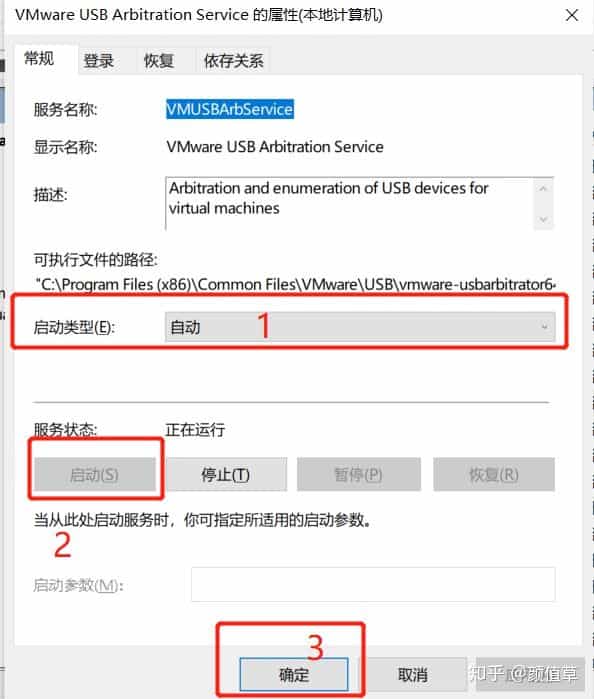 VMware USB Arbitration Service 的属性(本地计算机)
常规 登录 恢复 依存关系
服务名称: VMUSBArbService
显示名称: VMware USB Arbitration Service
描述: Arbitration and enumeration of USB devices for
virtual machines
可执行文件的路径:
"C:\Program Files (x86)\Common Files\VMware\USB\vmware-usbarbitrator64
启动类型(E): 自动 1
服务状态: 正在运行
启动(S) 停止(T) 暂停(P) 恢复(R)
当从此处启动服务时，你可指定所适用的启动参数。
2
启动参数(M):
3
确定 取消
知乎 @颜值草